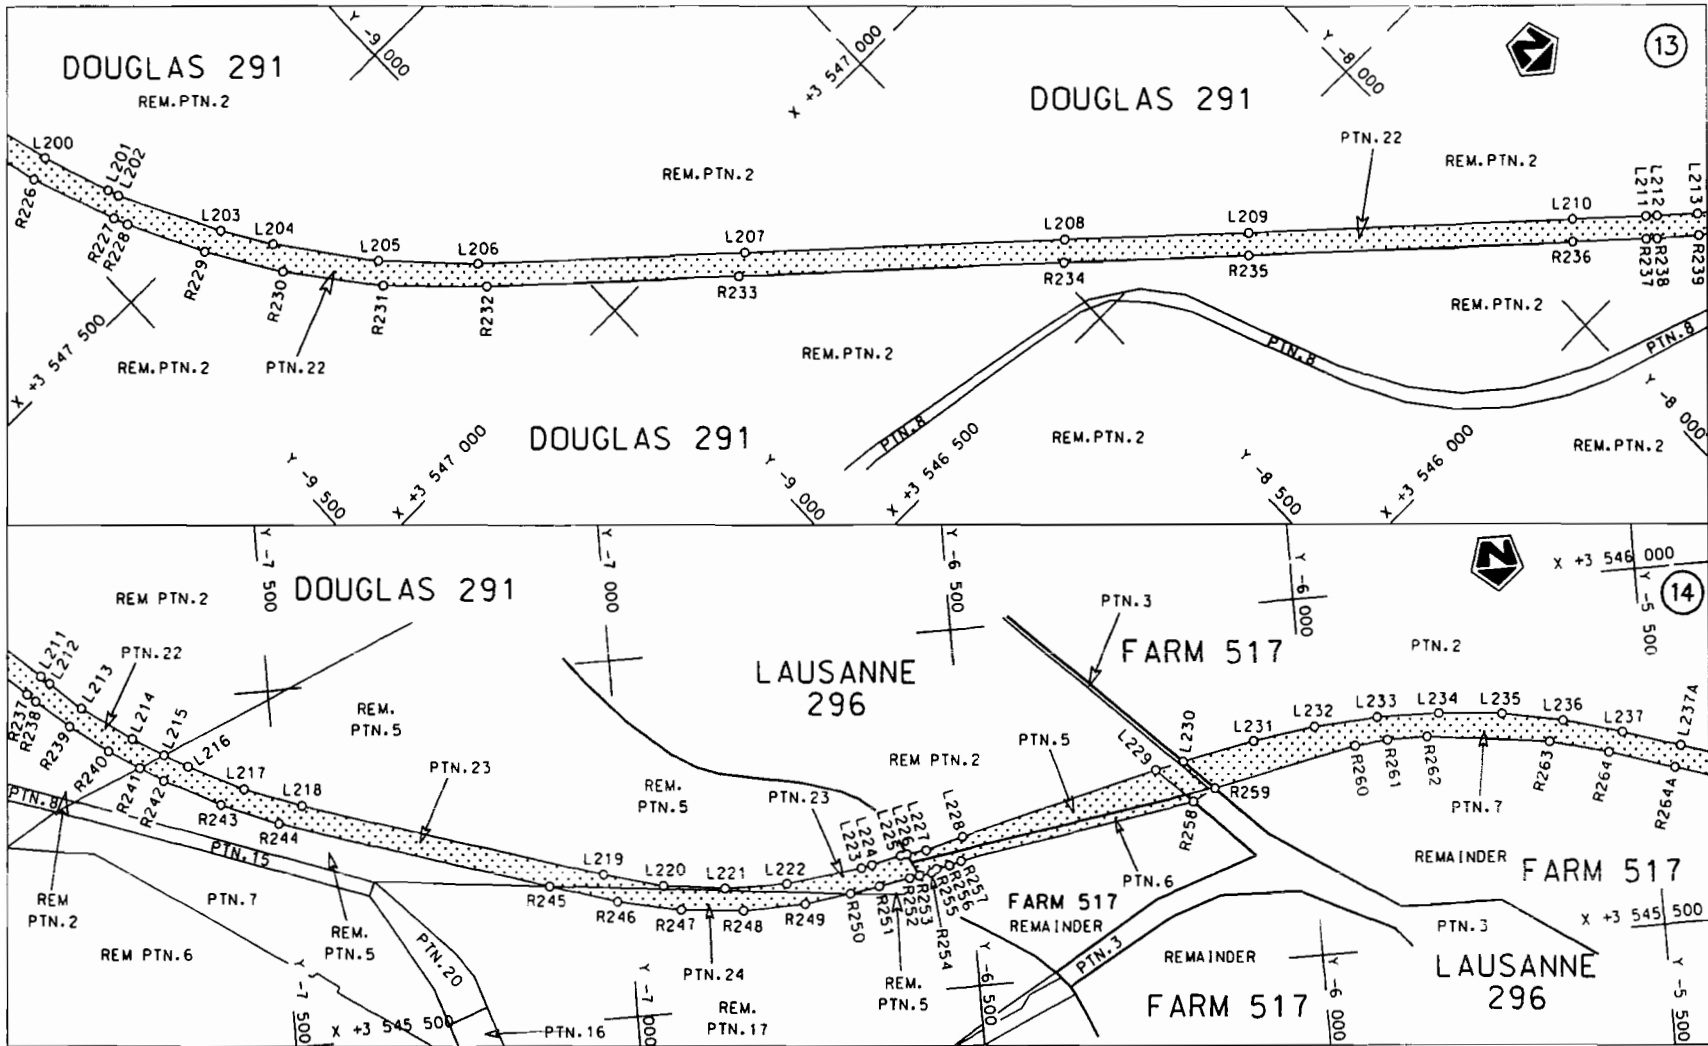 DOUGLAS 291
REM.PTN.2
Y -9 000
X +3 547 000
Y -8 000
13
DOUGLAS 291
PTN.22
REM.PTN.2
REM.PTN.2
L200
L201
L202
L203
L204
L205
L206
L207
L208
L209
L210
L211
L212
L213
R226
R227
R228
R229
R230
R231
R232
R233
R234
R235
R236
R237
R238
R239
X +3 547 500
REM.PTN.2
PTN.22
REM.PTN.2
REM.PTN.2
PTN.8
PTN.8
PTN.8
Y -8 000
DOUGLAS 291
REM.PTN.2
REM.PTN.2
Y -9 500
X +3 547 000
Y -9 000
X +3 546 500
Y -8 500
X +3 546 000
Y -7 500
Y -7 000
Y -6 500
Y -6 000
X +3 546 000
Y -5 500
14
REM PTN.2
DOUGLAS 291
PTN.3
FARM 517
PTN.2
L211
L212
L213
PTN.22
L214
L215
L216
L217
L218
REM.
PTN.5
LAUSANNE
296
REM PTN.2
PTN.5
L229
L230
L231
L232
L233
L234
L235
L236
L237
L237A
R237
R238
R239
R240
R241
R242
R243
R244
PTN.23
REM.
PTN.5
PTN.23
L219
L220
L221
L222
L223
L224
L225
L226
L227
L228
R259
R258
R260
R261
R262
R263
R264
R264A
PTN.7
PTN.8
PTN.15
R245
R246
R247
R248
R249
R250
R251
R252
R253
R254
R255
R256
R257
PTN.6
REMAINDER
FARM 517
REM
PTN.2
PTN.7
REM.
PTN.5
REM PTN.6
PTN.20
PTN.24
REM.
PTN.5
FARM 517
REMAINDER
PTN.3
REMAINDER
PTN.3
X +3 545 500
LAUSANNE
296
FARM 517
Y -7 500
X +3 545 500
PTN.16
Y -7 000
REM.
PTN.17
Y -6 500
Y -6 000
Y -5 500